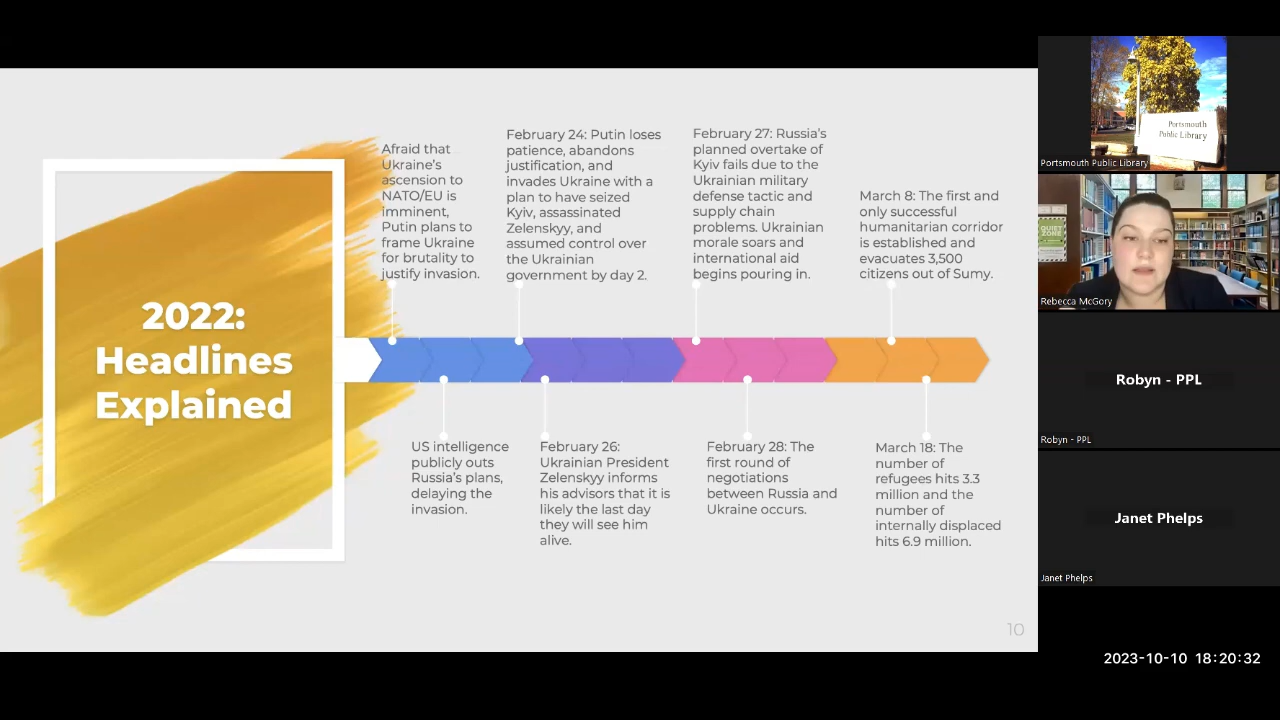 2022:
Headlines
Explained
Afraid that
Ukraine's
ascension to
NATO/EU is
imminent,
Putin plans to
frame Ukraine
for brutality to
justify invasion.
February 24: Putin loses
patience, abandons
justification, and
invades Ukraine with a
plan to have seized
Kyiv, assassinated
Zelenskyy, and
assumed control over
the Ukrainian
government by day 2.
February 27: Russia's
planned overtake of
Kyiv fails due to the
Ukrainian military
defense tactic and
supply chain
problems. Ukrainian
morale soars and
international aid
begins pouring in.
March 8: The first and
only successful
humanitarian corridor
is established and
evacuates 3,500
citizens out of Sumy.
US intelligence
publicly outs
Russia's plans,
delaying the
invasion.
February 26:
Ukrainian President
Zelenskyy informs
his advisors that it is
likely the last day
they will see him
alive.
February 28: The
first round of
negotiations
between Russia and
Ukraine occurs.
March 18: The
number of
refugees hits 3.3
million and the
number of
internally displaced
hits 6.9 million.
10
Portsmouth
Public Library
Portsmouth Public Library
QUIET
ZONE
Rebecca McGory
Robyn - PPL
Robyn - PPL
Janet Phelps
Janet Phelps
2023-10-10 18:20:32